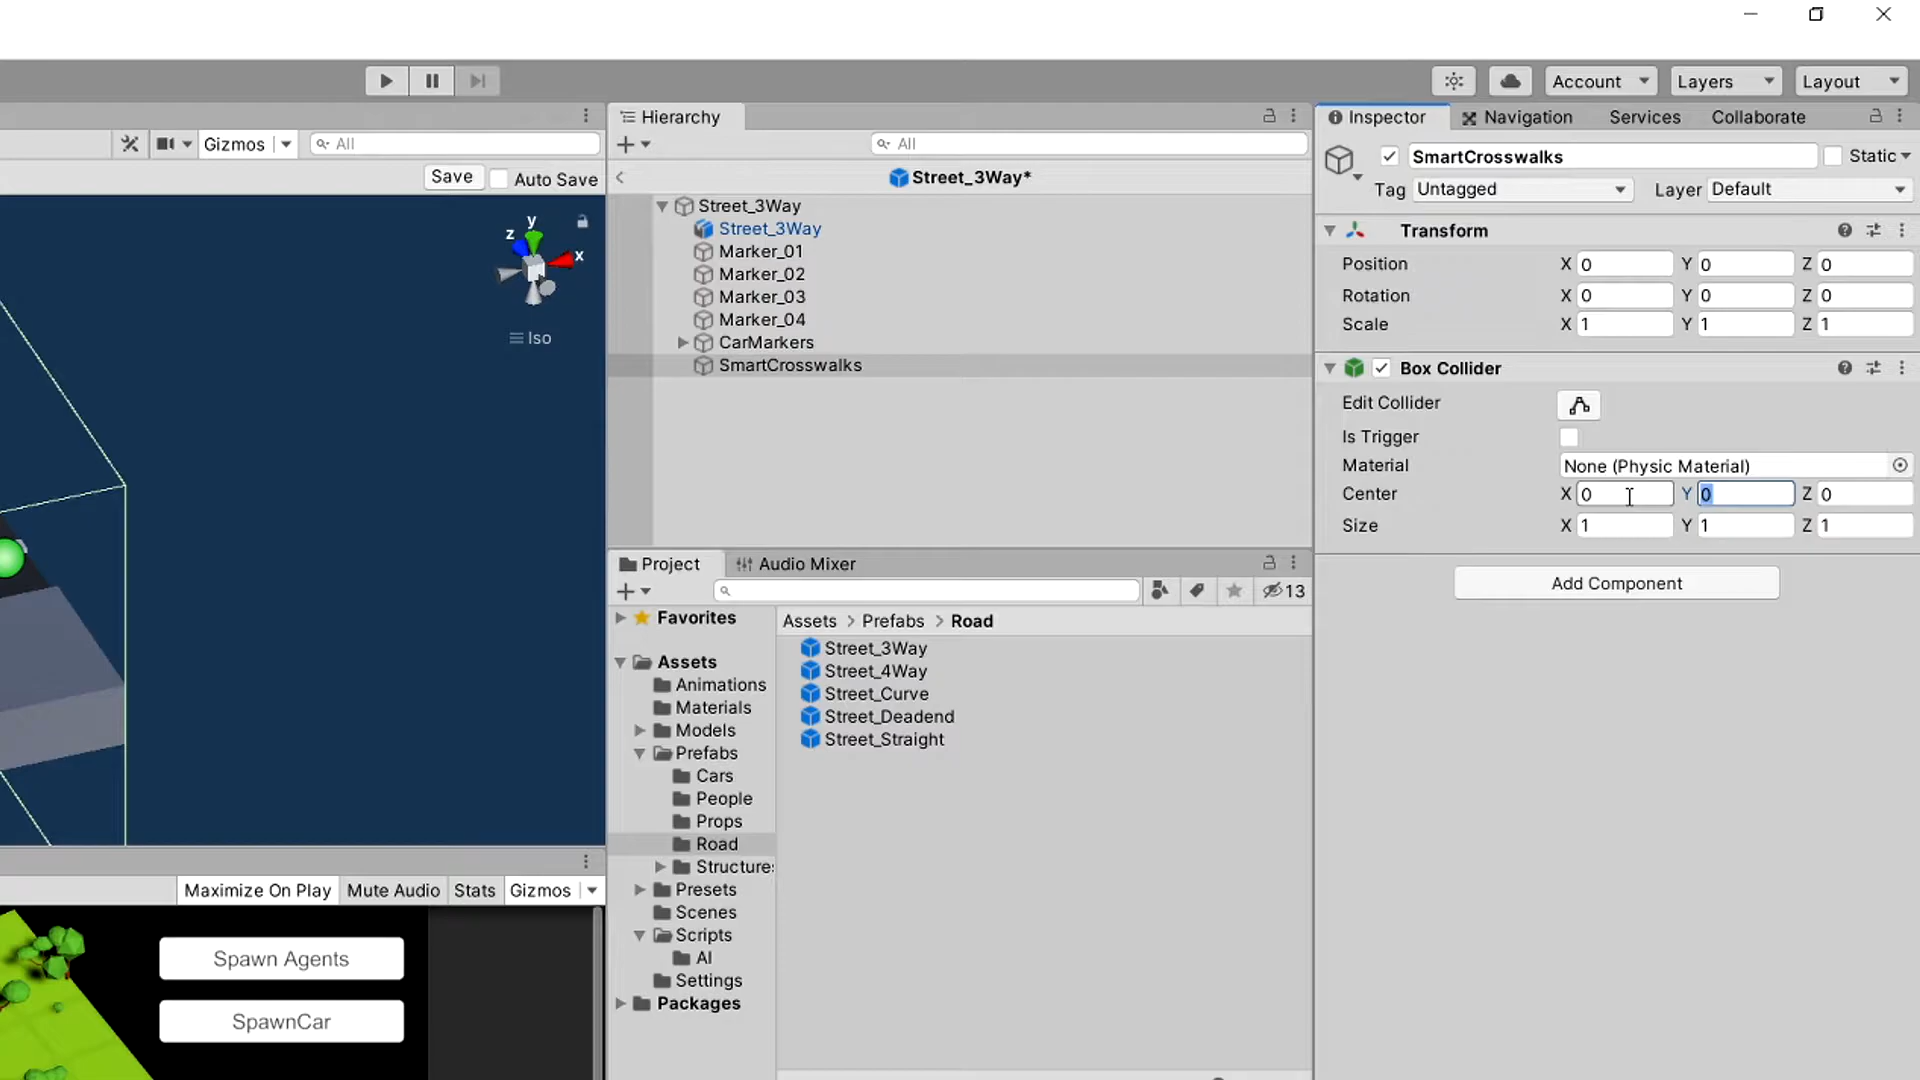 Account
Layers
Layout
Gizmos
All
Save
Auto Save
y
z
x
Iso
Hierarchy
All
Street_3Way*
Street_3Way
Street_3Way
Marker_01
Marker_02
Marker_03
Marker_04
CarMarkers
SmartCrosswalks
Inspector
Navigation
Services
Collaborate
SmartCrosswalks
Static
Tag Untagged
Layer Default
Transform
Position X 0 Y 0 Z 0
Rotation X 0 Y 0 Z 0
Scale X 1 Y 1 Z 1
Box Collider
Edit Collider
Is Trigger
Material None (Physic Material)
Center X 0 Y 0 Z 0
Size X 1 Y 1 Z 1
Add Component
Project
Audio Mixer
13
Favorites
Assets
Animations
Materials
Models
Prefabs
Cars
People
Props
Road
Structure
Presets
Scenes
Scripts
AI
Settings
Packages
Assets > Prefabs > Road
Street_3Way
Street_4Way
Street_Curve
Street_Deadend
Street_Straight
Maximize On Play
Mute Audio
Stats
Gizmos
Spawn Agents
SpawnCar